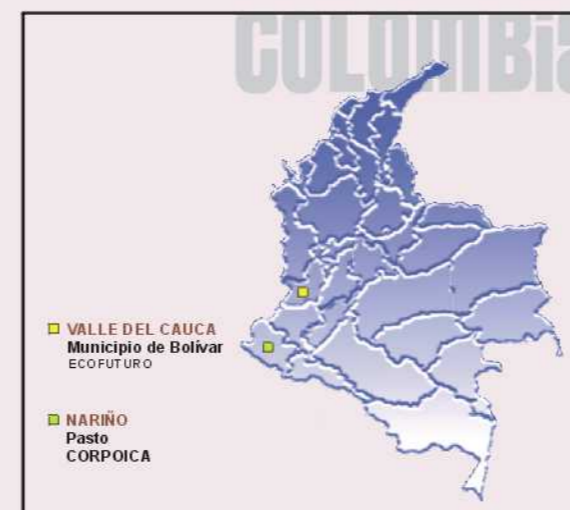 COLOMBia
VALLE DEL CAUCA
Municipio de Bolívar
ECOFUTURO
NARIÑO
Pasto
CORPOICA